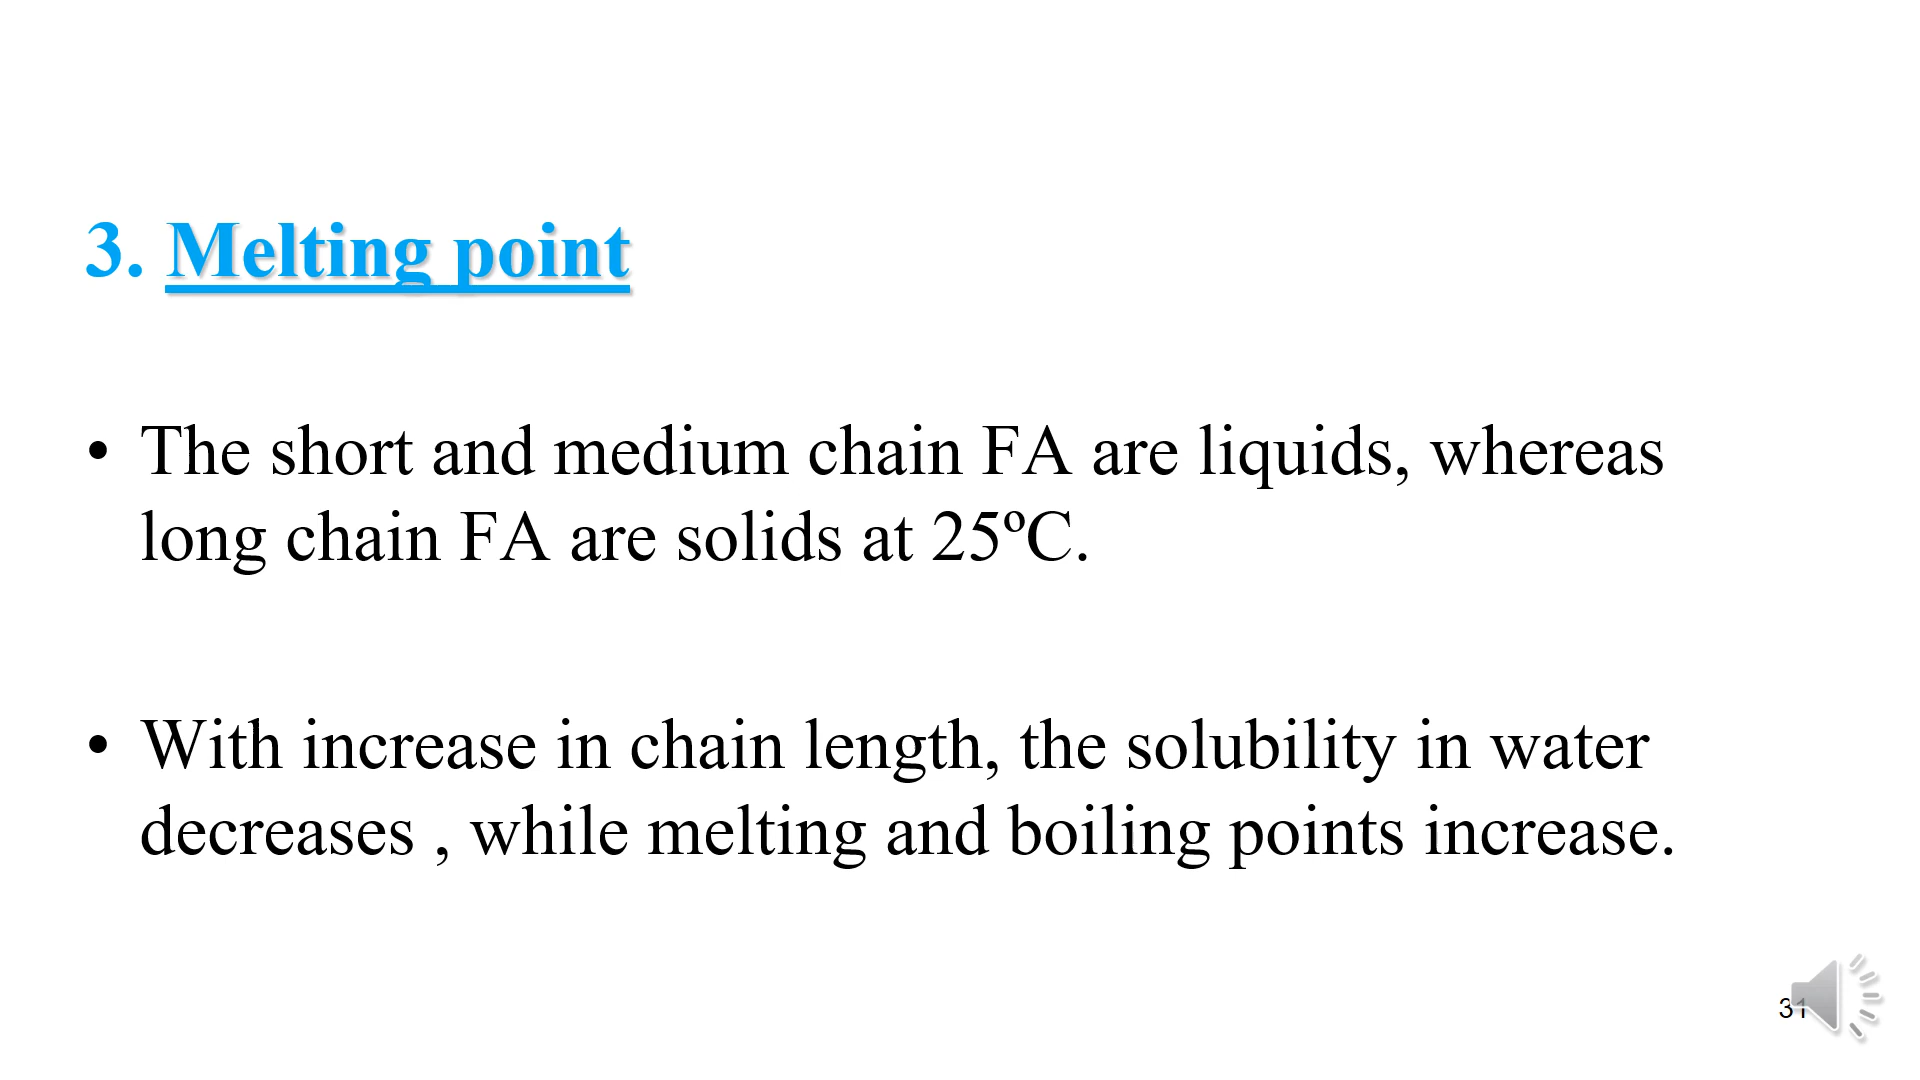 3. Melting point
• The short and medium chain FA are liquids, whereas
long chain FA are solids at 25ºC.
• With increase in chain length, the solubility in water
decreases , while melting and boiling points increase.
31